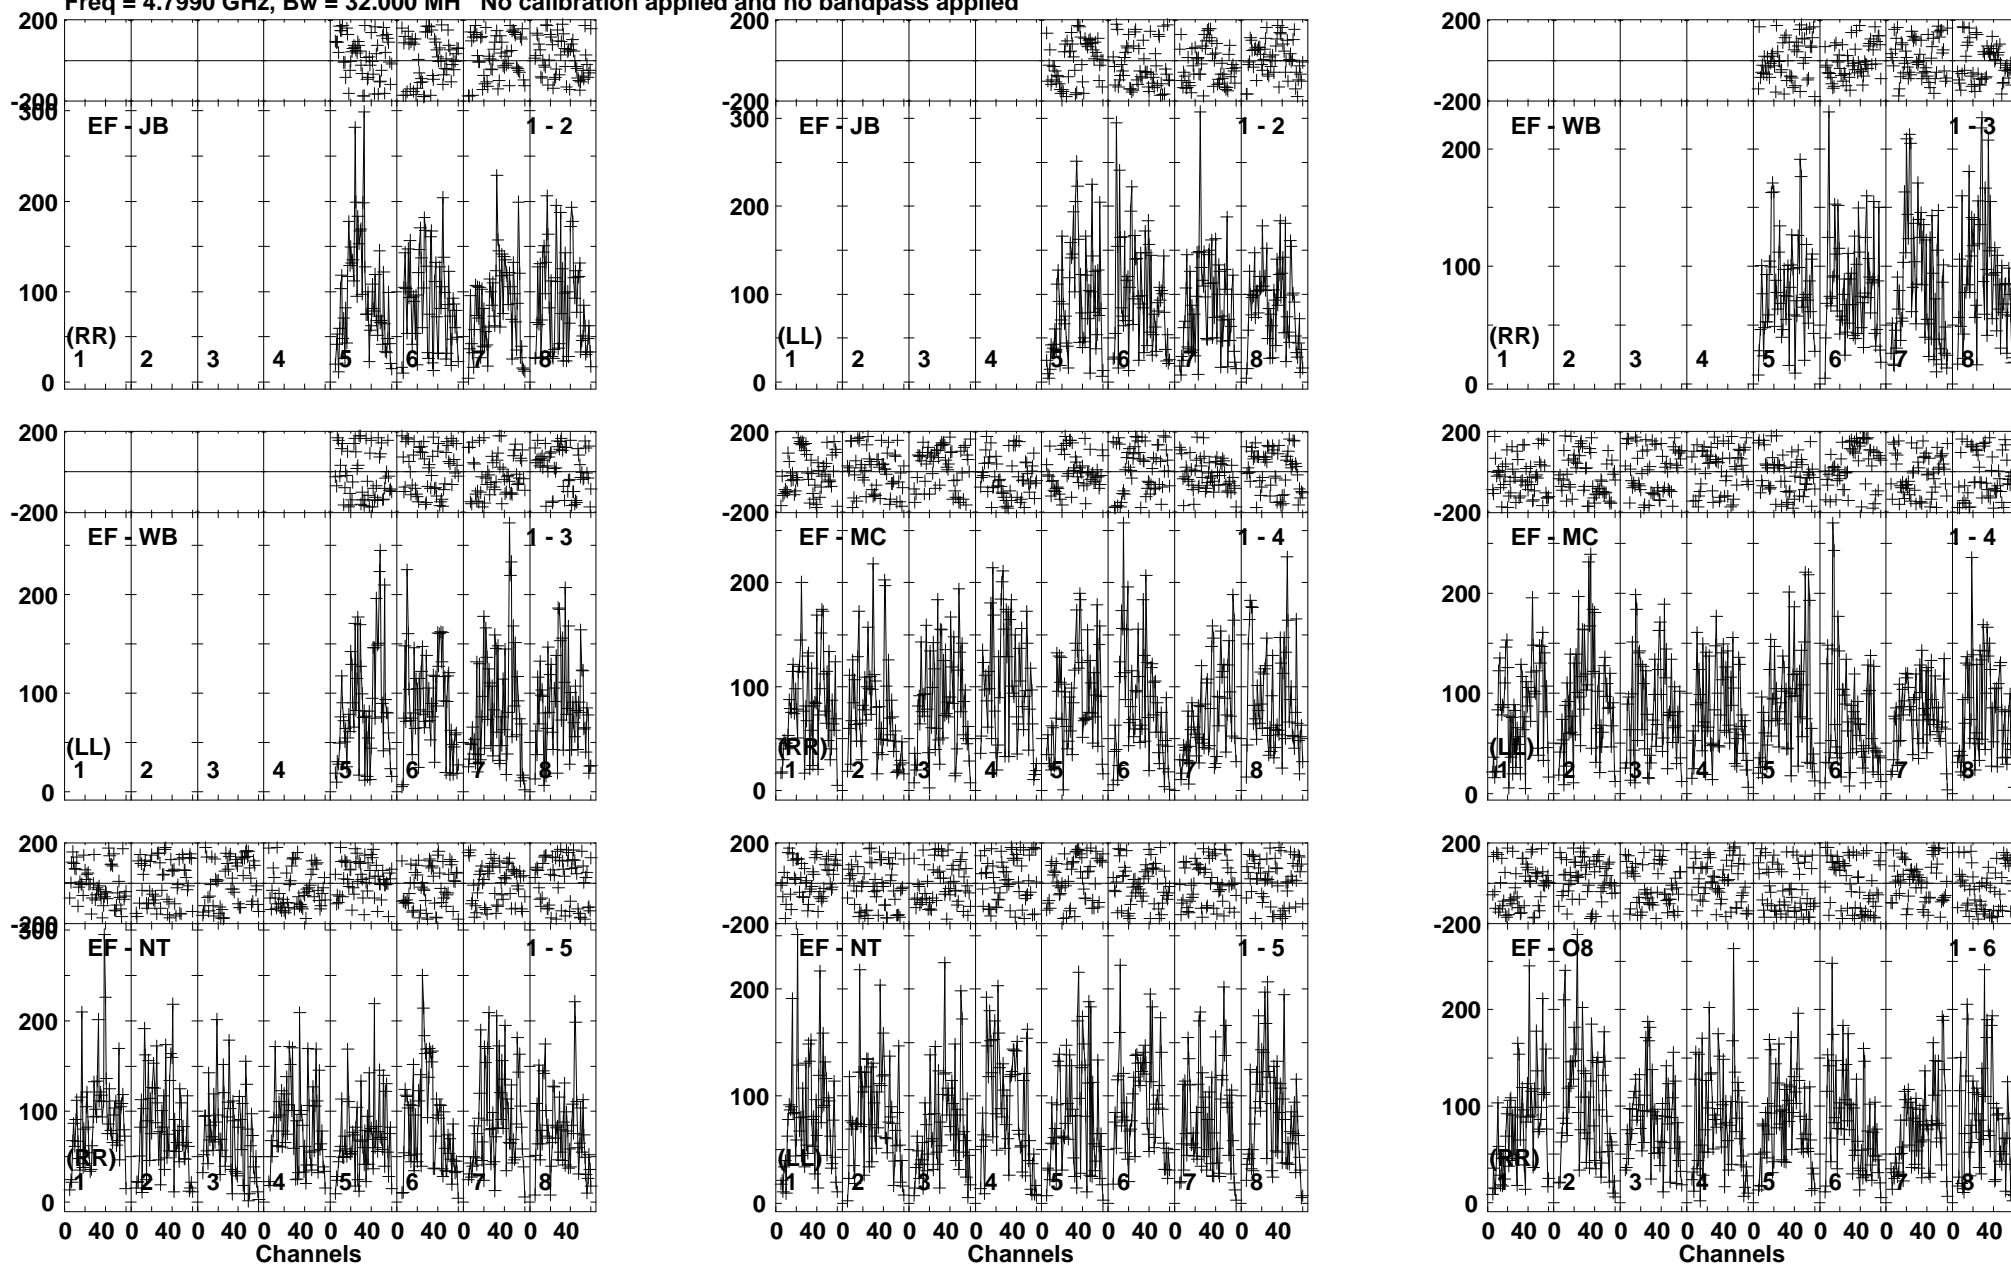 Freq = 4.7990 GHz, Bw = 32.000 MH No calibration applied and no bandpass applied
200 200 200
-200 -200 -200
300 EF - JB 1 - 2 300 EF - JB 1 - 2 EF - WB 1 - 3
200 200 200
100 100 100
(RR) (LL) (RR)
1 2 3 4 5 6 7 8 1 2 3 4 5 6 7 8 1 2 3 4 5 6 7 8
0 0 0
200 200 200
-200 -200 -200
EF - WB 1 - 3 EF - MC 1 - 4 EF - MC 1 - 4
200 200 200
100 100 100
(LL) (RR) (LL)
1 2 3 4 5 6 7 8 1 2 3 4 5 6 7 8 1 2 3 4 5 6 7 8
0 0 0
200 200 200
-200 -200 -200
300 EF - NT 1 - 5 EF - NT 1 - 5 EF - O8 1 - 6
200 200 200
100 100 100
(RR) (LL) (RR)
1 2 3 4 5 6 7 8 1 2 3 4 5 6 7 8 1 2 3 4 5 6 7 8
0 0 0
0 40 0 40 0 40 0 40 0 40 0 40 0 40 0 40 0 40 0 40 0 40 0 40 0 40 0 40 0 40 0 40 0 40 0 40 0 40 0 40 0 40 0 40 0 40 0 40
Channels Channels Channels